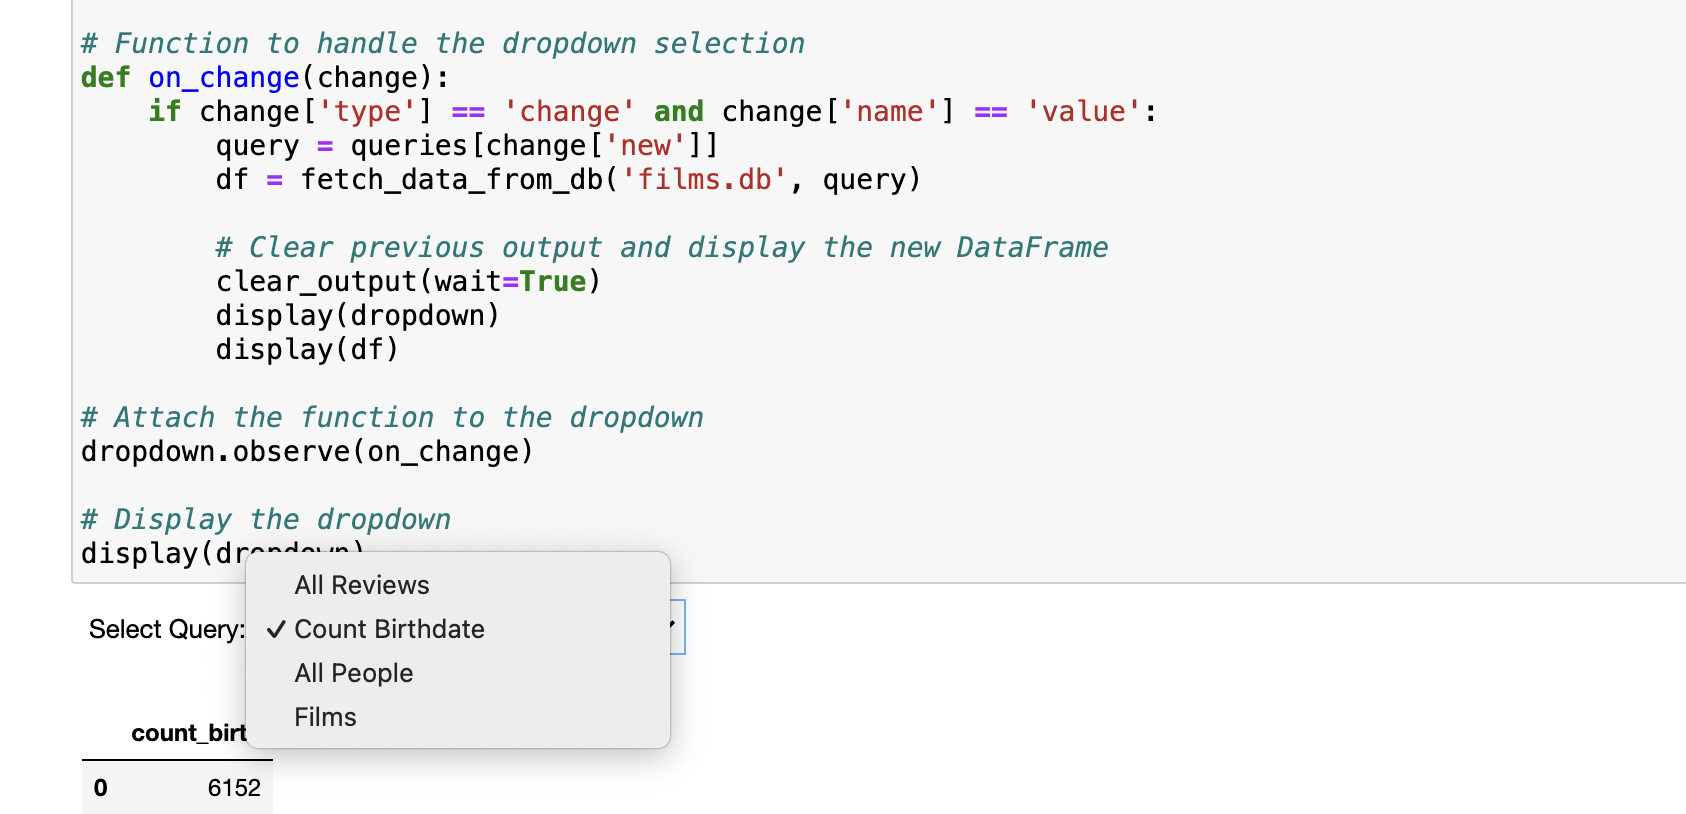 # Function to handle the dropdown selection
def on_change(change):
    if change['type'] == 'change' and change['name'] == 'value':
        query = queries[change['new']]
        df = fetch_data_from_db('films.db', query)
        # Clear previous output and display the new DataFrame
        clear_output(wait=True)
        display(dropdown)
        display(df)
# Attach the function to the dropdown
dropdown.observe(on_change)
# Display the dropdown
display(dropdown)
All Reviews
Select Query: ✓ Count Birthdate
All People
Films
count_birt
0 6152